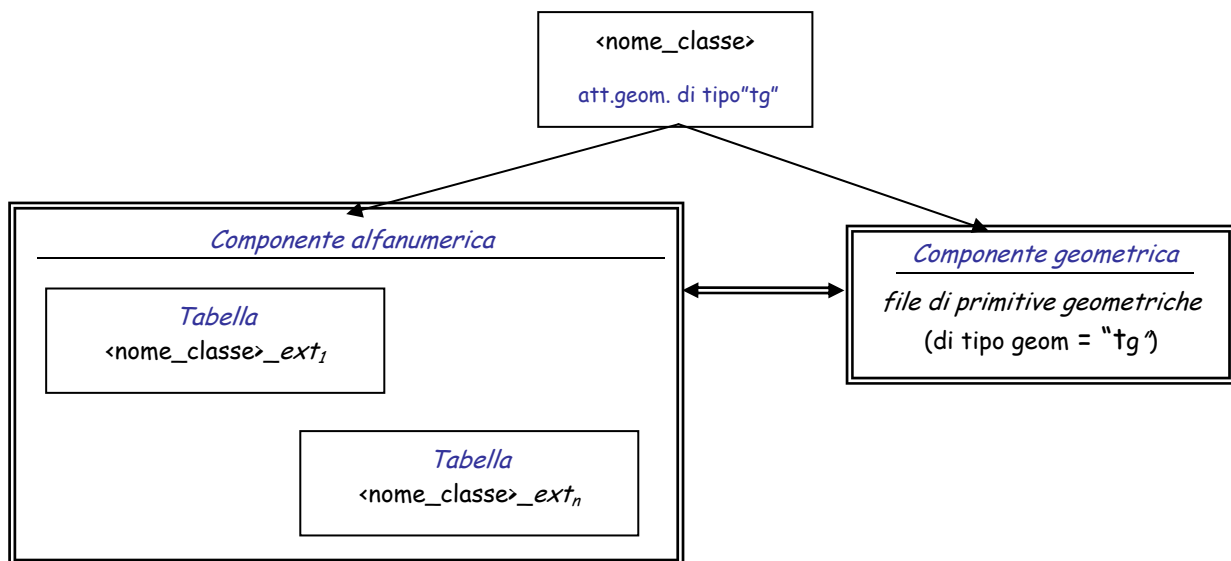 <nome_classe>
att.geom. di tipo”tg”
Componente alfanumerica
Tabella
<nome_classe>_ext1
Tabella
<nome_classe>_extn
Componente geometrica
file di primitive geometriche
(di tipo geom = “tg”)